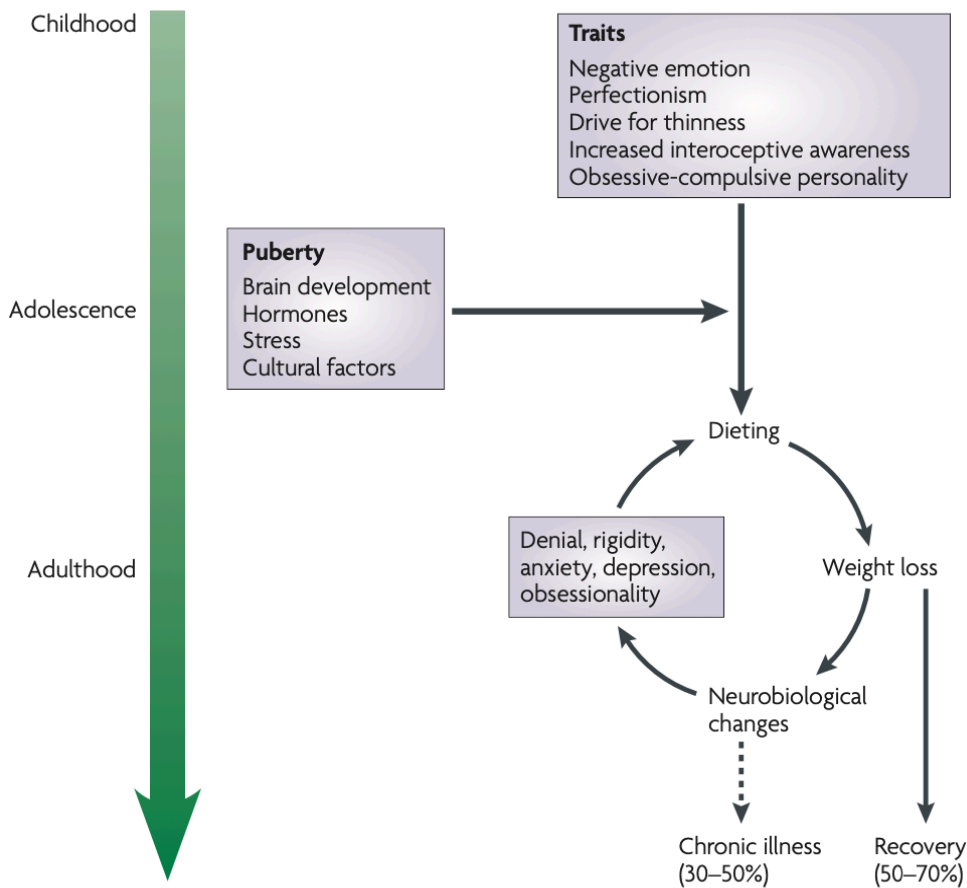 Childhood
Traits
Negative emotion
Perfectionism
Drive for thinness
Increased interoceptive awareness
Obsessive-compulsive personality
Puberty
Brain development
Hormones
Stress
Cultural factors
Adolescence
Dieting
Denial, rigidity,
anxiety, depression,
obsessionality
Adulthood
Weight loss
Neurobiological
changes
Chronic illness
(30–50%)
Recovery
(50–70%)